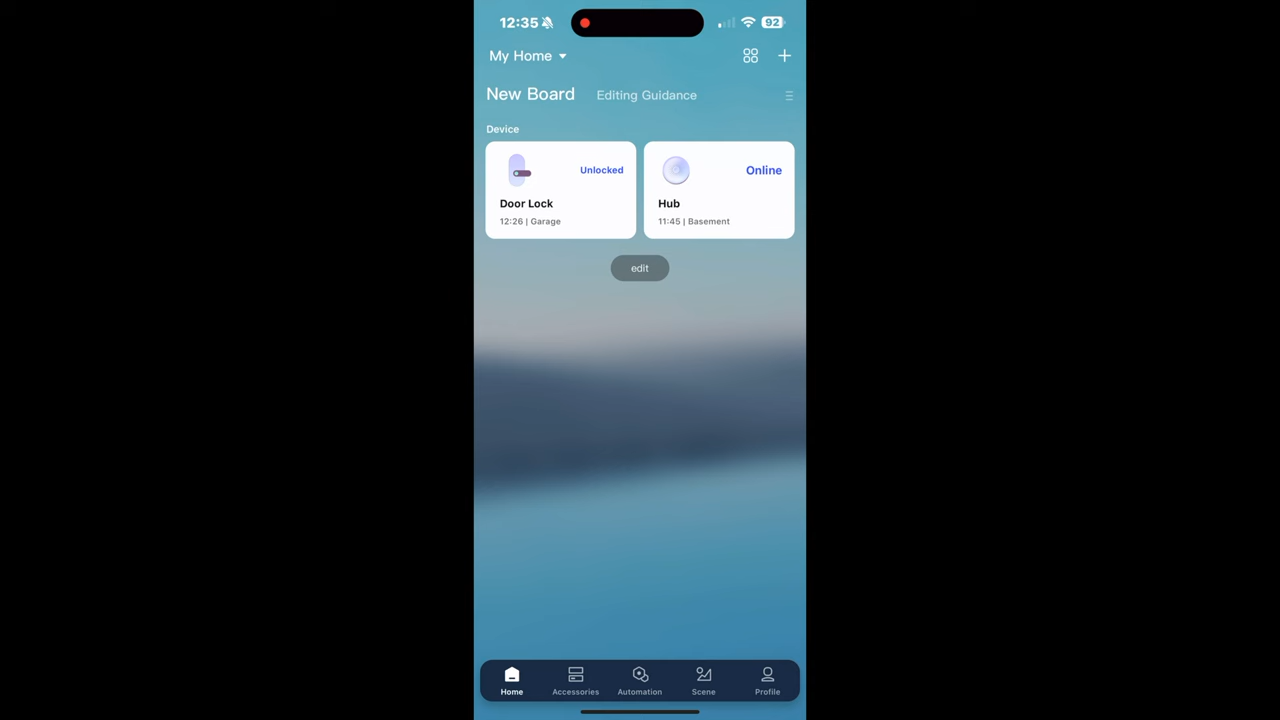 12:35
92
My Home
New Board Editing Guidance
Device
Unlocked
Door Lock
12:26 | Garage
Online
Hub
11:45 | Basement
edit
Home Accessories Automation Scene Profile